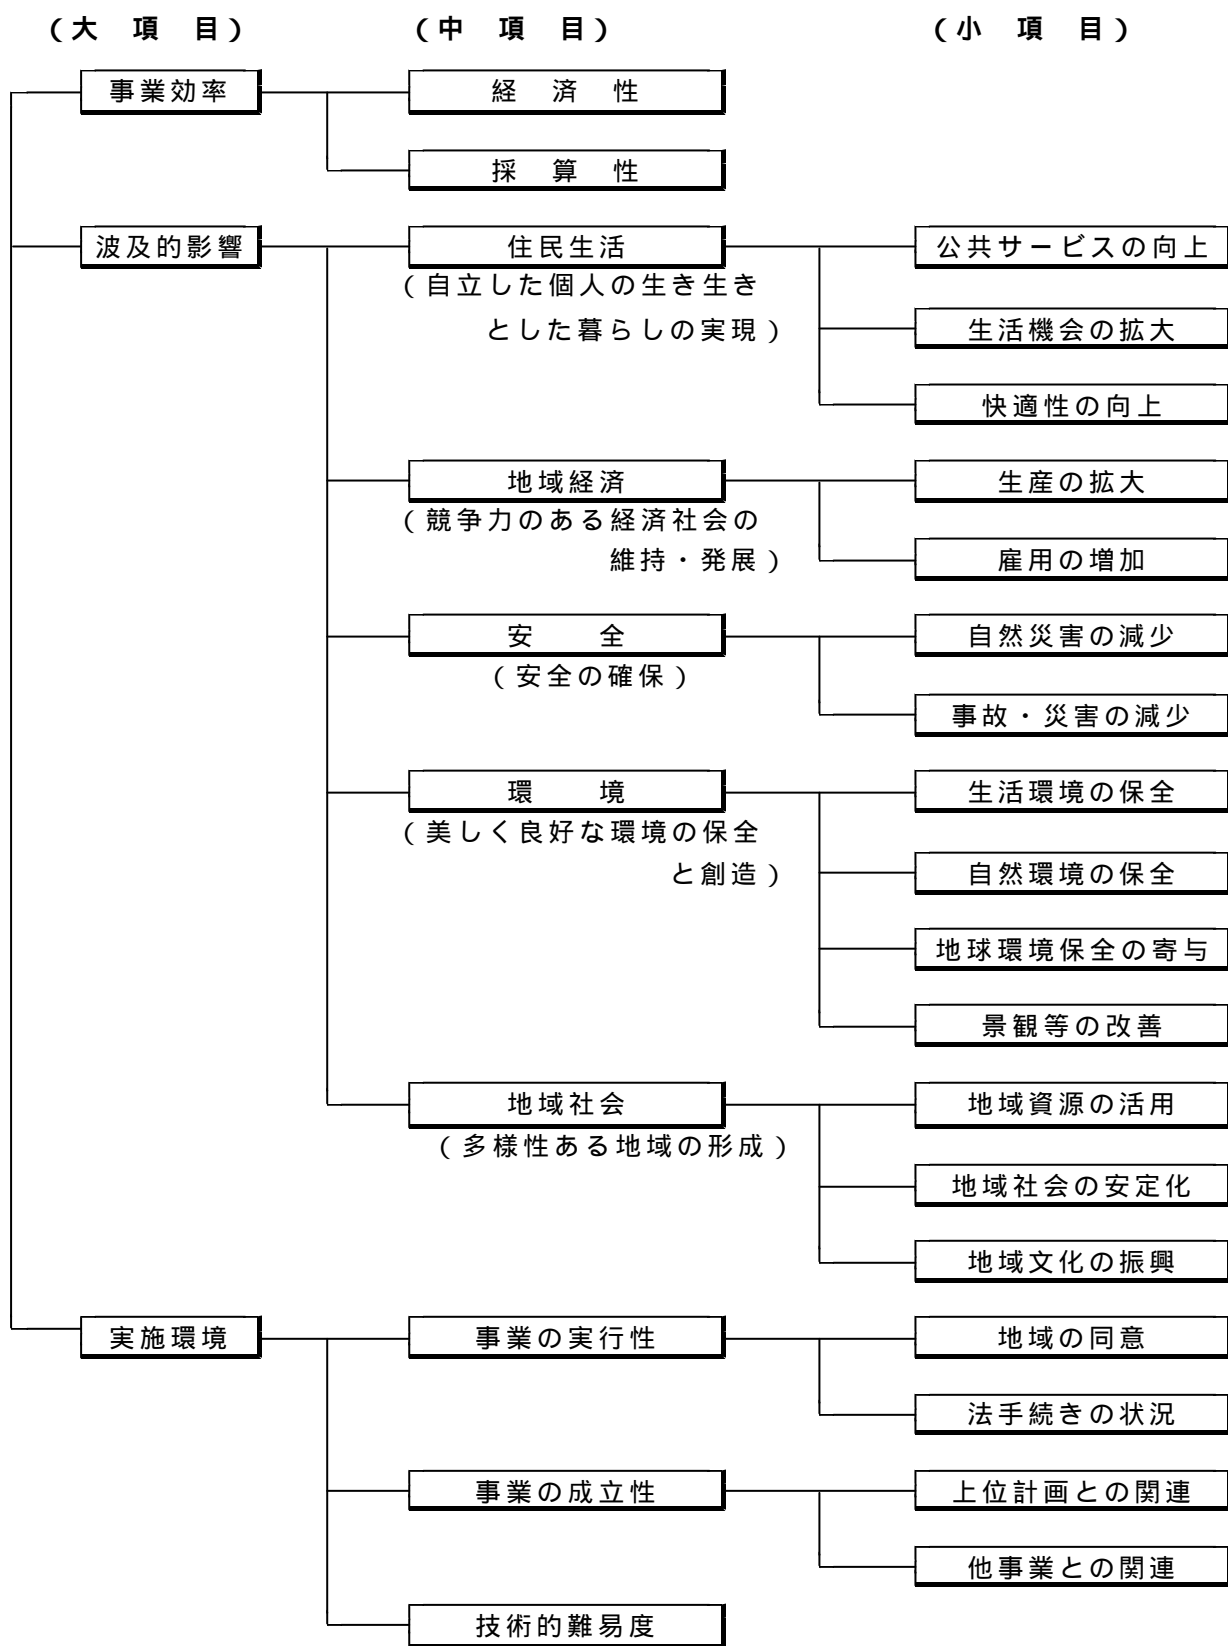 (大 項 目) (中 項 目) (小 項 目)
事業効率 経 済 性
採 算 性
波及的影響 住民生活 公共サービスの向上
(自立した個人の生き生き
とした暮らしの実現)
生活機会の拡大
快適性の向上
地域経済 生産の拡大
(競争力のある経済社会の
維持・発展)
雇用の増加
安 全 自然災害の減少
(安全の確保)
事故・災害の減少
環 境 生活環境の保全
(美しく良好な環境の保全
と創造)
自然環境の保全
地球環境保全の寄与
景観等の改善
地域社会 地域資源の活用
(多様性ある地域の形成)
地域社会の安定化
地域文化の振興
実施環境 事業の実行性 地域の同意
法手続きの状況
事業の成立性 上位計画との関連
他事業との関連
技術的難易度